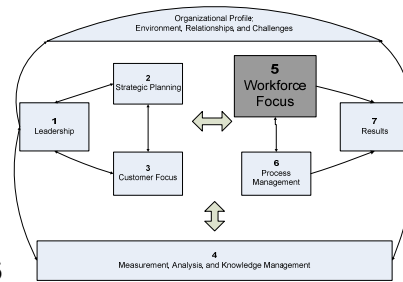 Organizational Profile:
Environment, Relationships, and Challenges
2
Strategic Planning
5
Workforce
Focus
1
Leadership
7
Results
3
Customer Focus
6
Process
Management
4
Measurement, Analysis, and Knowledge Management